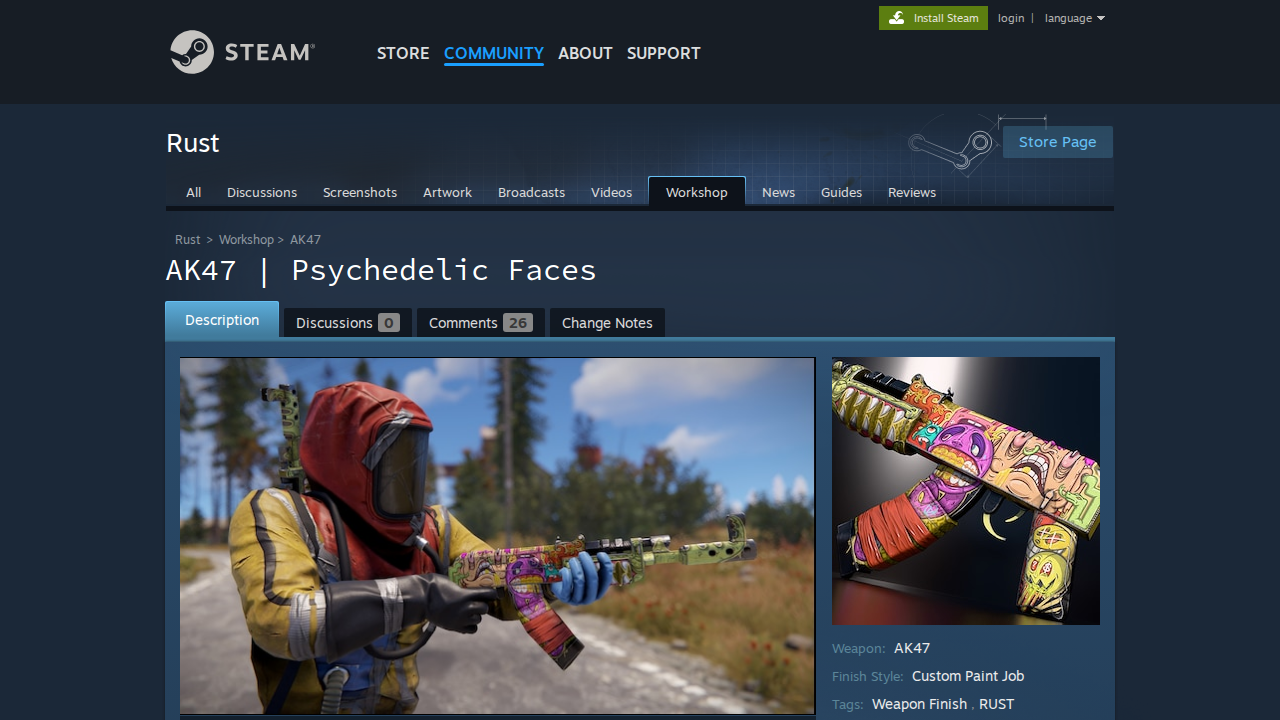 Install Steam login | language
STEAM®
STORE COMMUNITY ABOUT SUPPORT
Rust
Store Page
All Discussions Screenshots Artwork Broadcasts Videos Workshop News Guides Reviews
Rust > Workshop > AK47
AK47 | Psychedelic Faces
Description Discussions 0 Comments 26 Change Notes
Weapon: AK47
Finish Style: Custom Paint Job
Tags: Weapon Finish , RUST